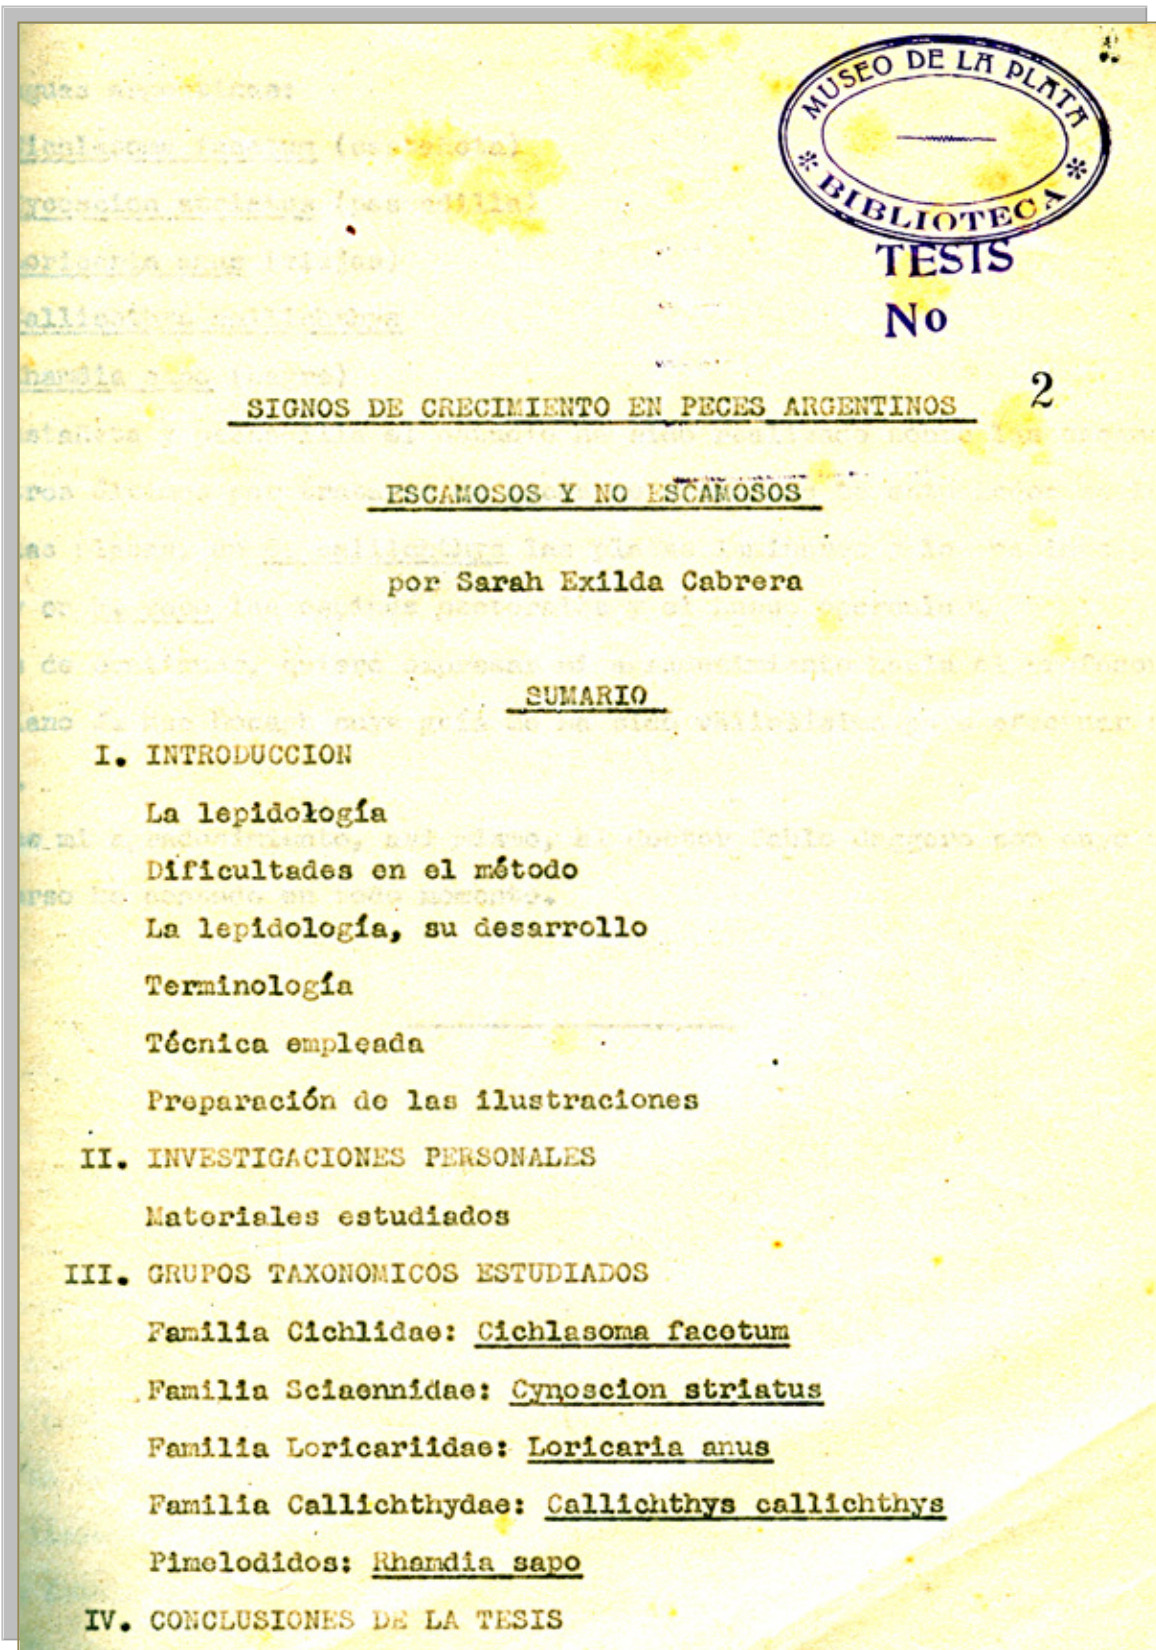 MUSEO DE LA PLATA
* BIBLIOTECA *
TESIS
No
2
SIGNOS DE CRECIMIENTO EN PECES ARGENTINOS
ESCAMOSOS Y NO ESCAMOSOS
por Sarah Exilda Cabrera
SUMARIO
I. INTRODUCCION
La lepidología
Dificultades en el método
La lepidología, su desarrollo
Terminología
Técnica empleada
Preparación de las ilustraciones
II. INVESTIGACIONES PERSONALES
Materiales estudiados
III. GRUPOS TAXONOMICOS ESTUDIADOS
Familia Cichlidae: Cichlasoma facetum
Familia Sciaennidae: Cynoscion striatus
Familia Loricariidae: Loricaria anus
Familia Callichthydae: Callichthys callichthys
Pimelodidos: Rhamdia sapo
IV. CONCLUSIONES DE LA TESIS